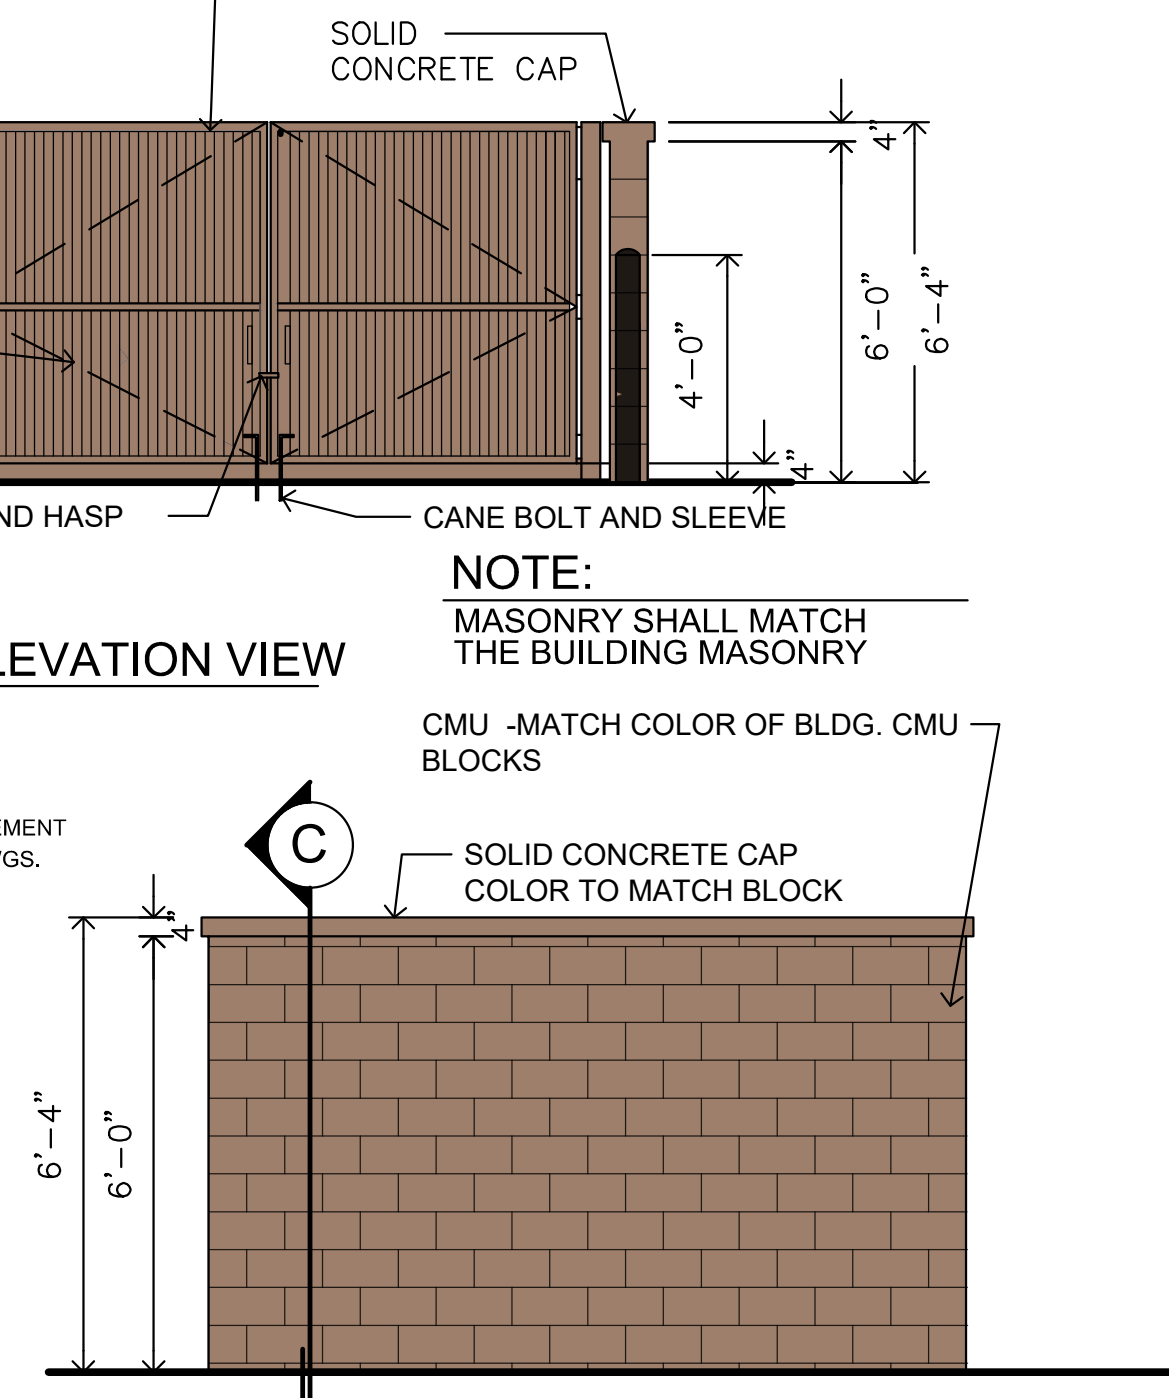 SOLID
CONCRETE CAP
4"
6'-0"
6'-4"
4'-0"
4"
ND HASP
CANE BOLT AND SLEEVE
NOTE:
MASONRY SHALL MATCH
THE BUILDING MASONRY
LEVATION VIEW
CMU -MATCH COLOR OF BLDG. CMU
BLOCKS
EMENT
WGS.
C
SOLID CONCRETE CAP
COLOR TO MATCH BLOCK
4"
6'-4"
6'-0"